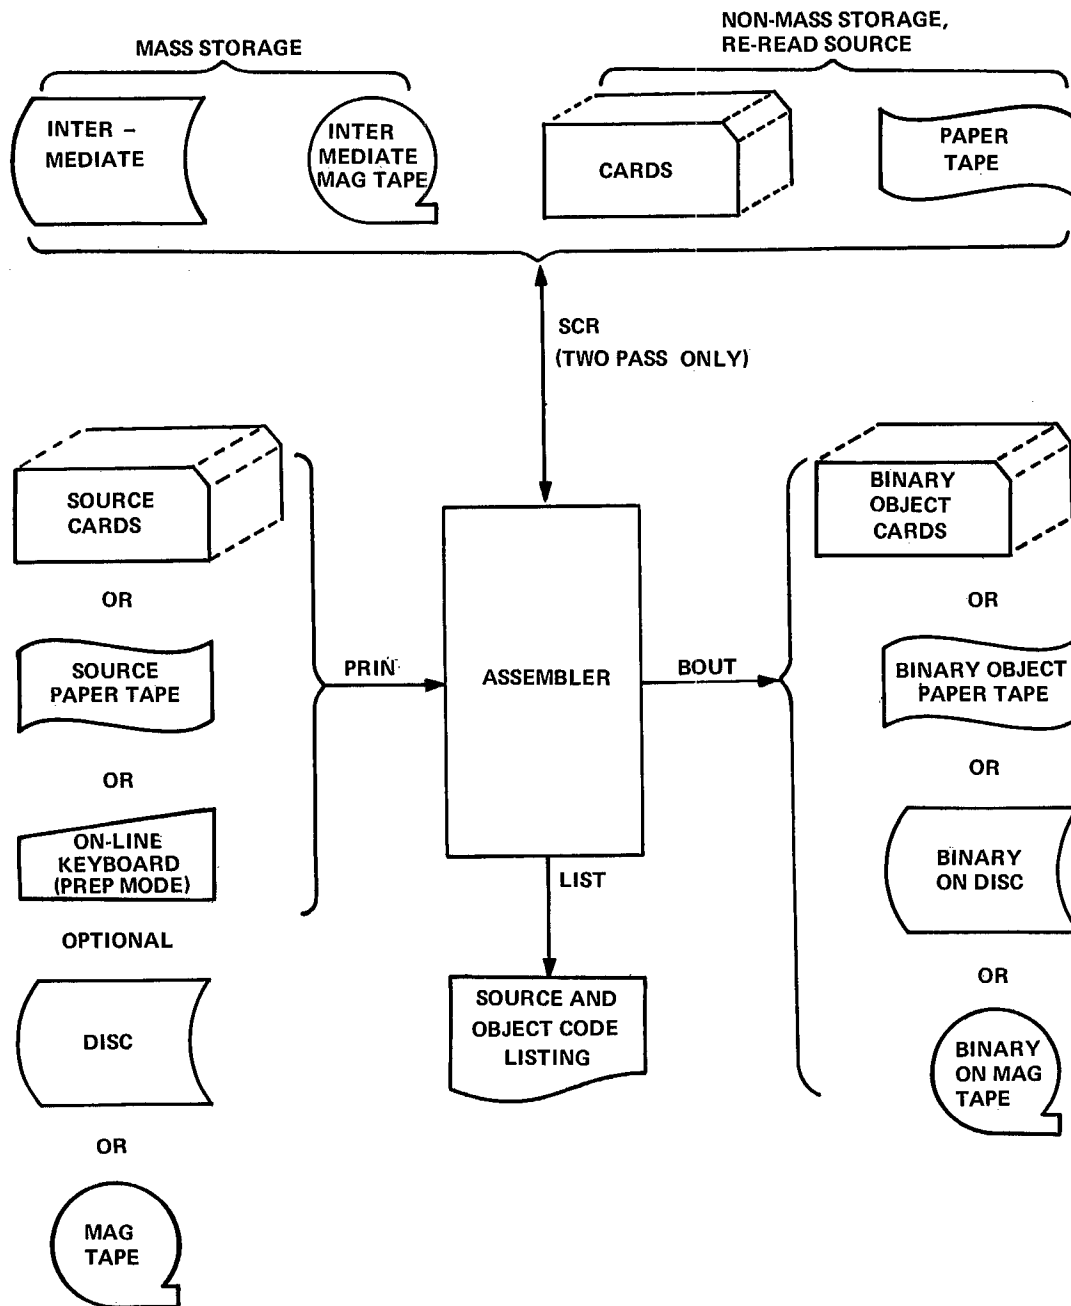 MASS STORAGE
NON-MASS STORAGE,
RE-READ SOURCE
INTER –
MEDIATE
INTER
MEDIATE
MAG TAPE
CARDS
PAPER
TAPE
SCR
(TWO PASS ONLY)
SOURCE
CARDS
OR
SOURCE
PAPER TAPE
OR
ON-LINE
KEYBOARD
(PREP MODE)
OPTIONAL
DISC
OR
MAG
TAPE
PRIN
ASSEMBLER
BOUT
LIST
SOURCE AND
OBJECT CODE
LISTING
BINARY
OBJECT
CARDS
OR
BINARY OBJECT
PAPER TAPE
OR
BINARY
ON DISC
OR
BINARY
ON MAG
TAPE